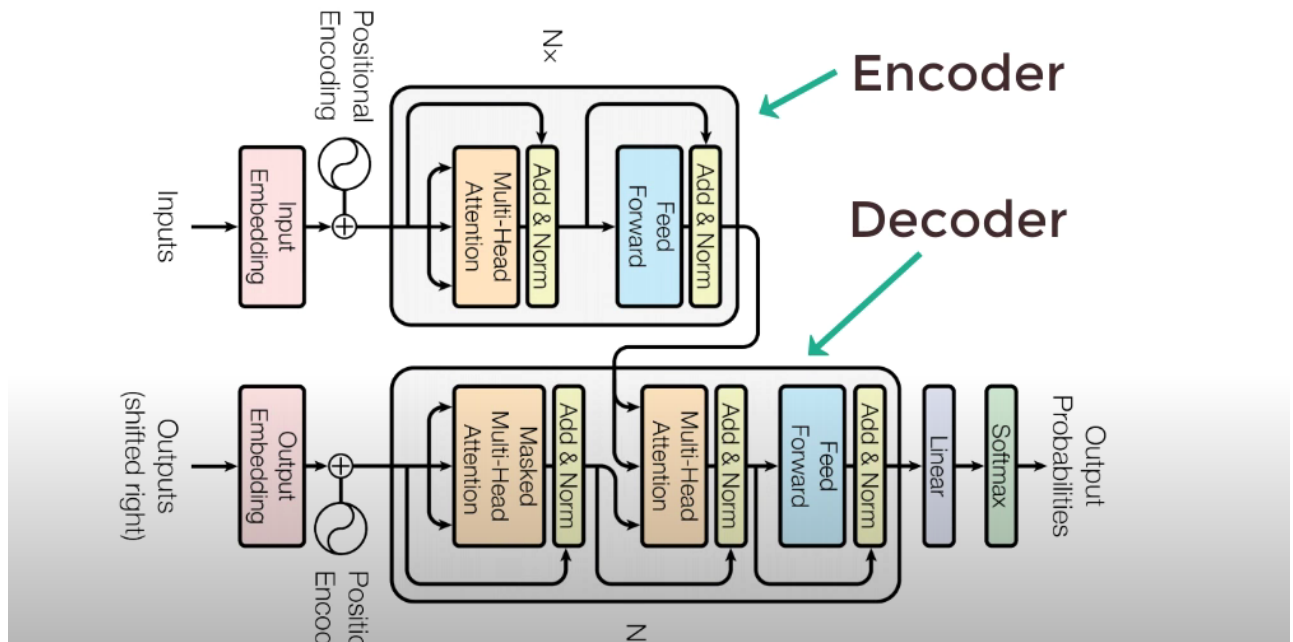 Positional
Encoding
Nx
Encoder
Inputs
Input
Embedding
Multi-Head
Attention
Add & Norm
Feed
Forward
Add & Norm
Decoder
Outputs
(shifted right)
Output
Embedding
Masked
Multi-Head
Attention
Add & Norm
Multi-Head
Attention
Add & Norm
Feed
Forward
Add & Norm
Linear
Softmax
Output
Probabilities
Positi
Encod
N